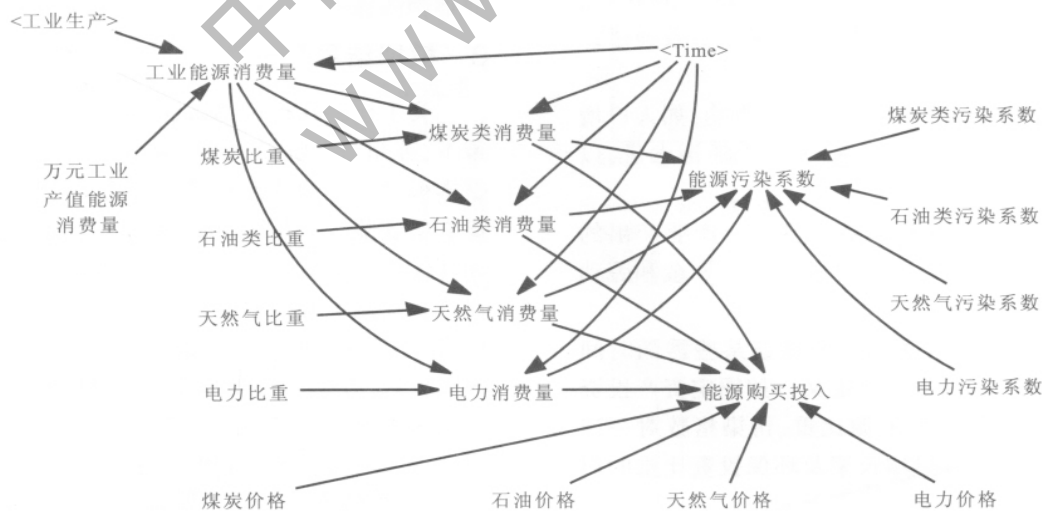 <工业生产>
<Time>
工业能源消费量
煤炭类污染系数
煤炭类消费量
煤炭比重
万元工业
产值能源
消费量
能源污染系数
石油类污染系数
石油类消费量
石油类比重
天然气污染系数
天然气消费量
天然气比重
电力污染系数
电力比重
电力消费量
能源购买投入
煤炭价格
石油价格
天然气价格
电力价格